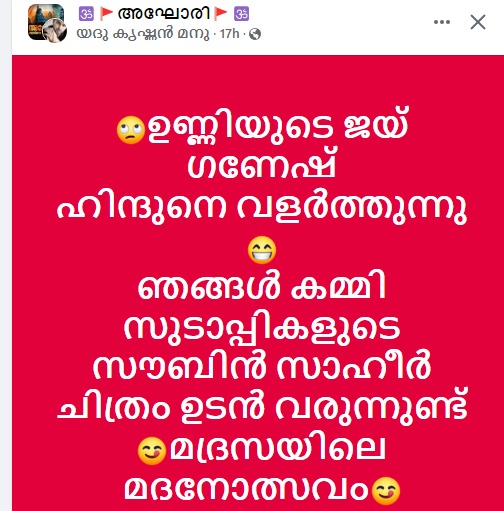 🕉🚩അഘോരി🚩🕉
യദു കൃഷ്ണൻ മനു · 17h ·
🙄ഉണ്ണിയുടെ ജയ്
ഗണേഷ്
ഹിന്ദുനെ വളർത്തുന്നു
😁
ഞങ്ങൾ കമ്മി
സുടാപ്പികളുടെ
സൗബിൻ സാഹീർ
ചിത്രം ഉടൻ വരുന്നുണ്ട്
😋മദ്രസയിലെ
മദനോത്സവം😋